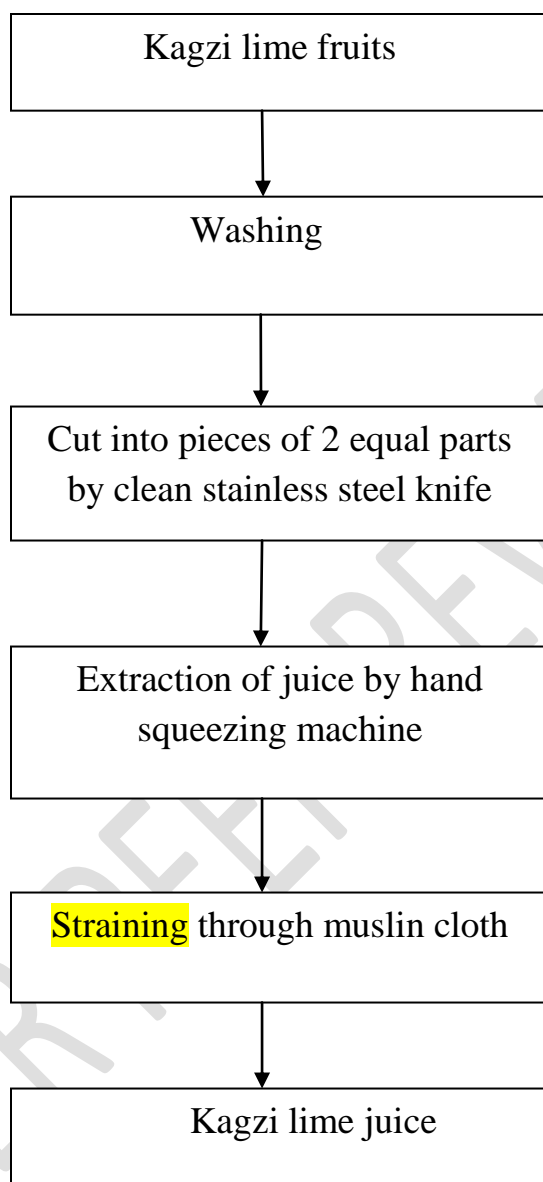 Kagzi lime fruits
Washing
Cut into pieces of 2 equal parts
by clean stainless steel knife
Extraction of juice by hand
squeezing machine
Straining through muslin cloth
Kagzi lime juice